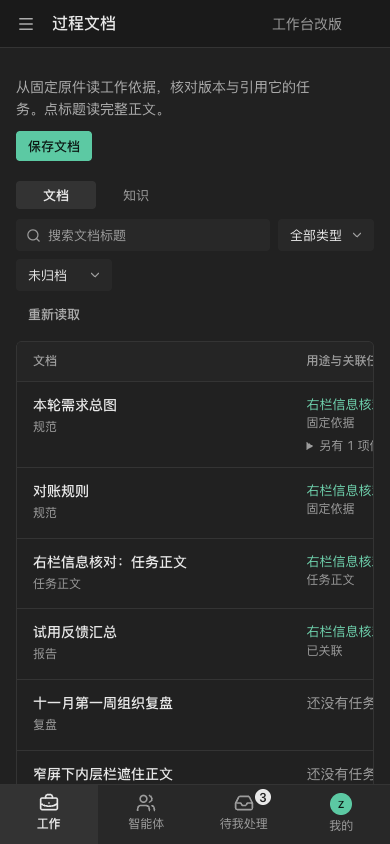 过程文档
工作台改版
从固定原件读工作依据，核对版本与引用它的任
务。点标题读完整正文。
保存文档
文档 知识
搜索文档标题 全部类型
未归档
重新读取
文档 用途与关联
本轮需求总图 右栏信息核
规范 固定依据
▶ 另有 1 项
对账规则 右栏信息核
规范 固定依据
右栏信息核对：任务正文 右栏信息核
任务正文 任务正文
试用反馈汇总 右栏信息核
报告 已关联
十一月第一周组织复盘 还没有任务
复盘
窄屏下内层栏遮住正文 还没有任务
3
工作 智能体 待我处理 我的
z